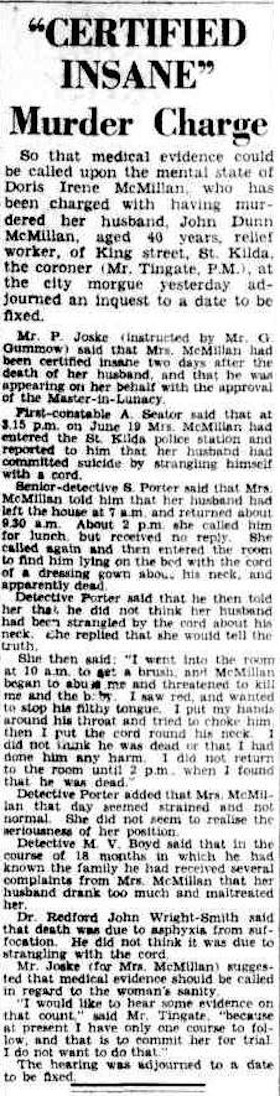 “CERTIFIED
INSANE”
Murder Charge
So that medical evidence could
be called upon the mental state of
Doris Irene McMillan, who has
been charged with having mur-
dered her husband, John Dunn
McMillan, aged 40 years, relief
worker, of King street, St. Kilda,
the coroner (Mr. Tingate, P.M.), at
the city morgue yesterday ad-
journed an inquest to a date to be
fixed.
Mr. P. Joske (instructed by Mr. G.
Gummow) said that Mrs. McMillan had
been certified insane two days after the
death of her husband, and that he was
appearing on her behalf with the approval
of the Master-in-Lunacy.
First-constable A. Seator said that at
3.15 p.m. on June 19 Mrs. McMillan had
entered the St. Kilda police station and
reported to him that her husband had
committed suicide by strangling himself
with a cord.
Senior-detective S. Porter said that Mrs.
McMillan told him that her husband had
left the house at 7 a.m. and returned about
9.30 a.m. About 2 p.m. she called him
for lunch, but received no reply. She
called again and then entered the room
to find him lying on the bed with the cord
of a dressing gown about his neck, and
apparently dead.
Detective Porter said that he then told
her that he did not think her husband
had been strangled by the cord about his
neck. She replied that she would tell the
truth.
She then said: "I went into the room
at 10 a.m. to get a brush, and McMillan
began to abuse me and threatened to kill
me and the baby. I saw red, and wanted
to stop his filthy tongue. I put my hands
around his throat and tried to choke him,
then I put the cord round his neck. I
did not think he was dead or that I had
done him any harm. I did not return
to the room until 2 p.m., when I found
that he was dead."
Detective Porter added that Mrs. McMil-
lan that day seemed strained and not
normal. She did not seem to realise the
seriousness of her position.
Detective M. V. Boyd said that in the
course of 18 months in which he had
known the family he had received several
complaints from Mrs. McMillan that her
husband drank too much and maltreated
her.
Dr. Redford John Wright-Smith said
that death was due to asphyxia from suf-
focation. He did not think it was due to
strangling with the cord.
Mr. Joske (for Mrs. McMillan) sugges-
ted that medical evidence should be called
in regard to the woman's sanity.
"I would like to hear some evidence on
that count," said Mr. Tingate, "because
at present I have only one course to fol-
low, and that is to commit her for trial.
I do not want to do that."
The hearing was adjourned to a date
to be fixed.